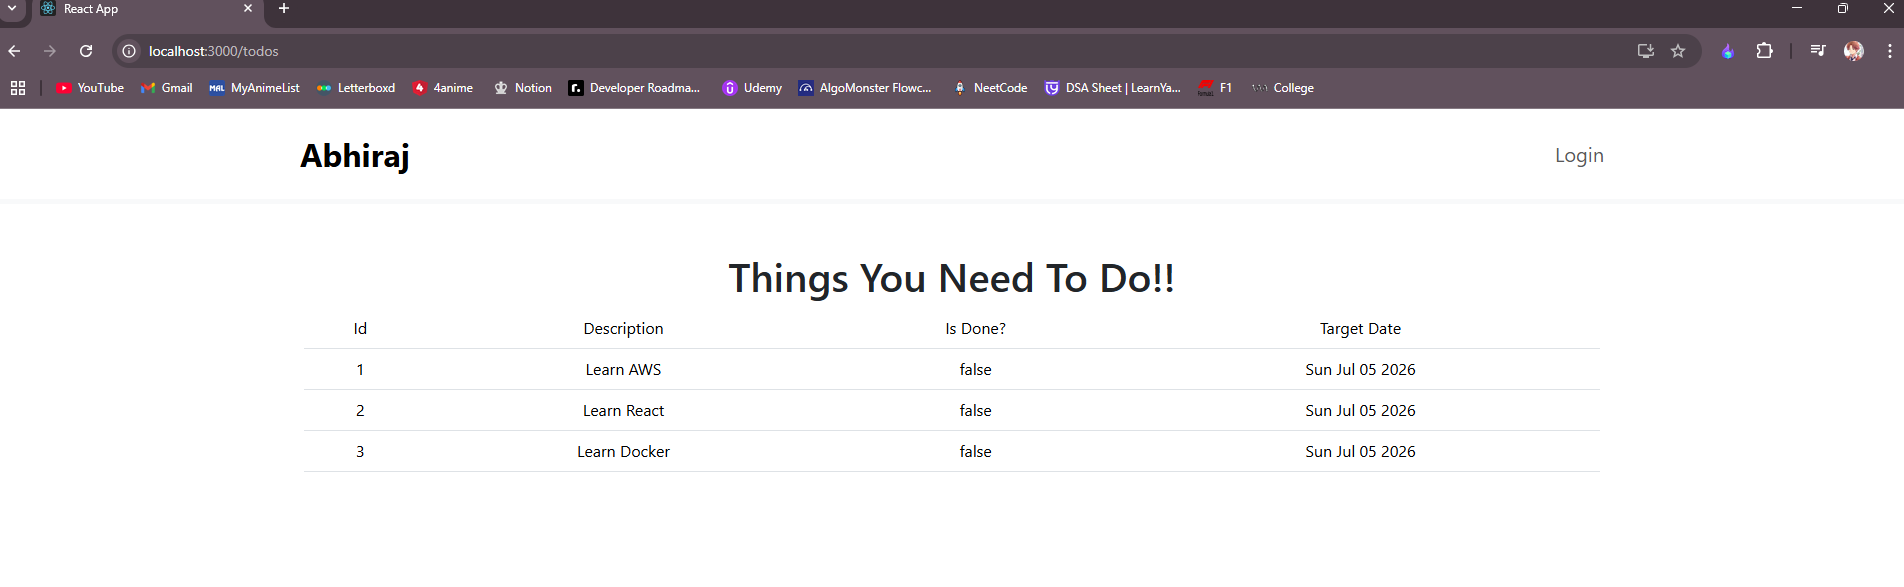 React App
localhost:3000/todos
YouTube Gmail MyAnimeList Letterboxd 4anime Notion Developer Roadma... Udemy AlgoMonster Flowc... NeetCode DSA Sheet | LearnYa... F1 College
Abhiraj Login
Things You Need To Do!!
Id Description Is Done? Target Date
1 Learn AWS false Sun Jul 05 2026
2 Learn React false Sun Jul 05 2026
3 Learn Docker false Sun Jul 05 2026